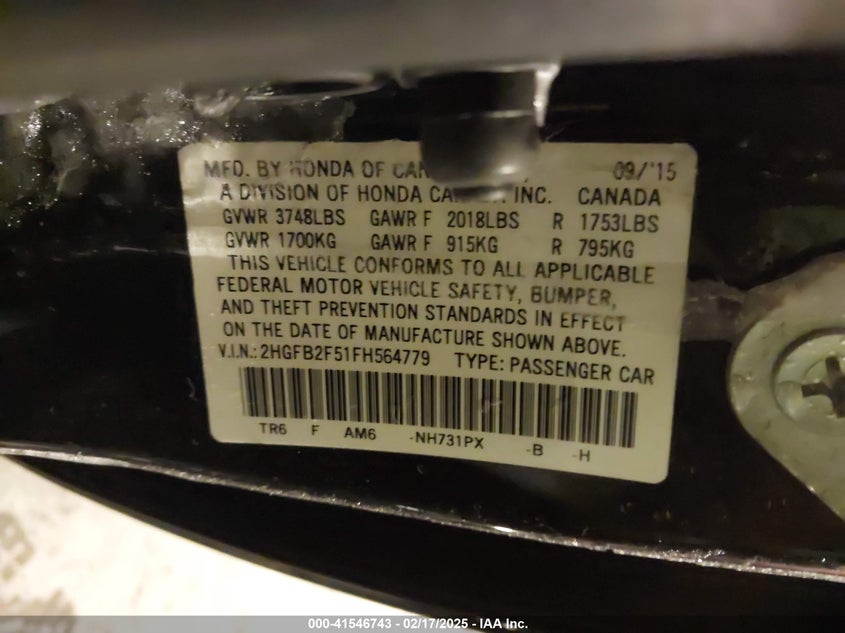 MFD. BY HONDA OF CAN 09/'15
A DIVISION OF HONDA CA INC. CANADA
GVWR 3748LBS GAWR F 2018LBS R 1753LBS
GVWR 1700KG GAWR F 915KG R 795KG
THIS VEHICLE CONFORMS TO ALL APPLICABLE
FEDERAL MOTOR VEHICLE SAFETY, BUMPER,
AND THEFT PREVENTION STANDARDS IN EFFECT
ON THE DATE OF MANUFACTURE SHOWN ABOVE.
V.I.N.: 2HGFB2F51FH564779 TYPE: PASSENGER CAR
TR6 F AM6 -NH731PX -B -H
000-41546743 - 02/17/2025 - IAA Inc.